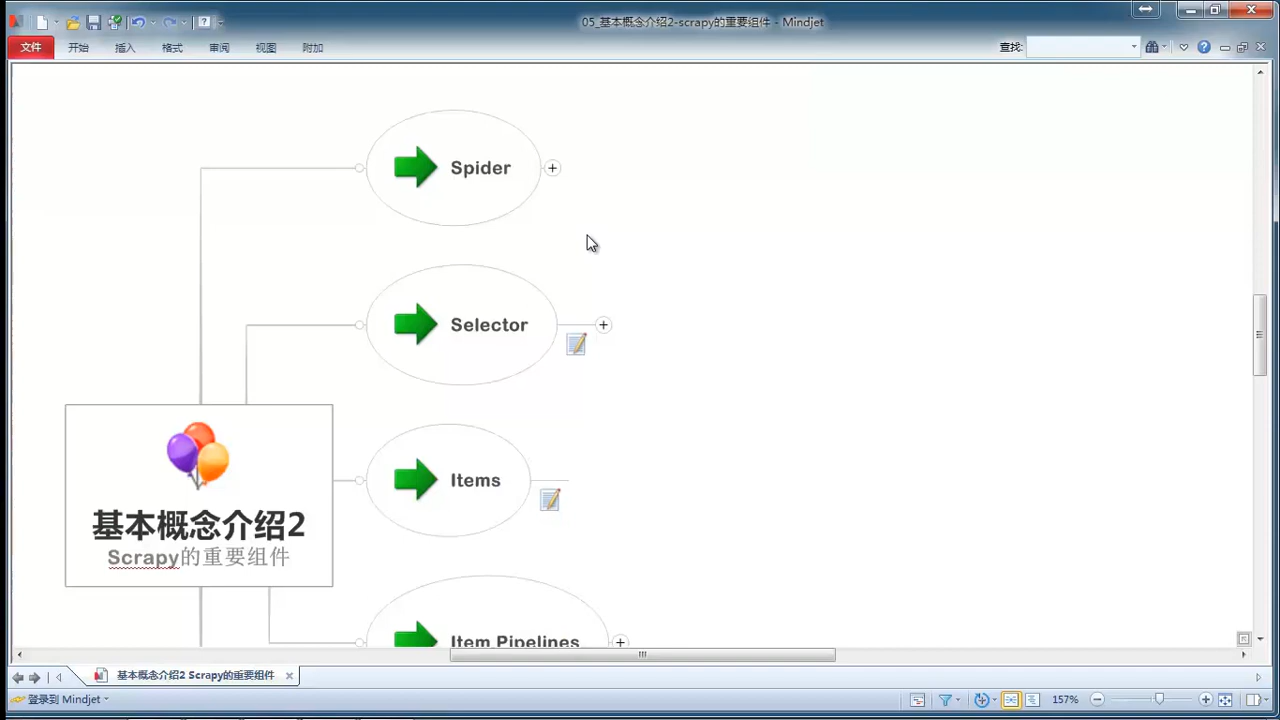 05_基本概念介绍2-scrapy的重要组件 - Mindjet
文件 开始 插入 格式 审阅 视图 附加 查找:
Spider
Selector
Items
基本概念介绍2
Scrapy的重要组件
Item Pipelines
基本概念介绍2 Scrapy的重要组件
登录到 Mindjet
157%